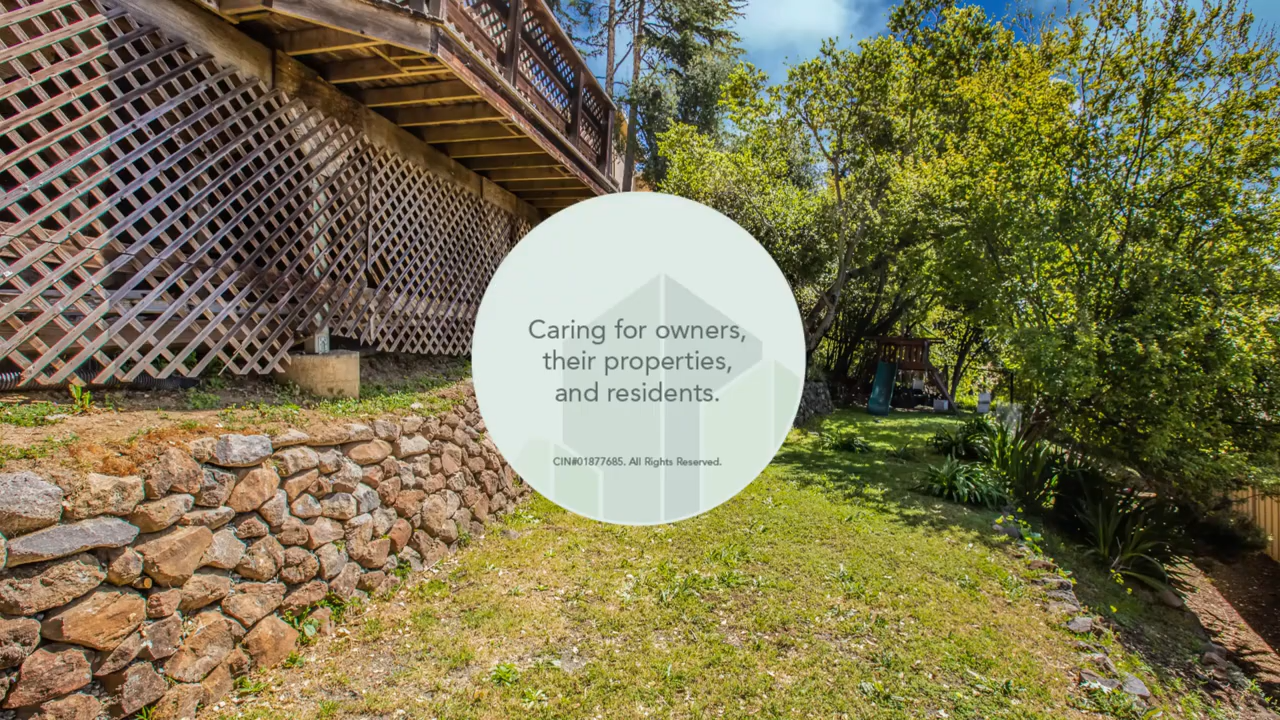 Caring for owners,
their properties,
and residents.
CIN#01877685. All Rights Reserved.